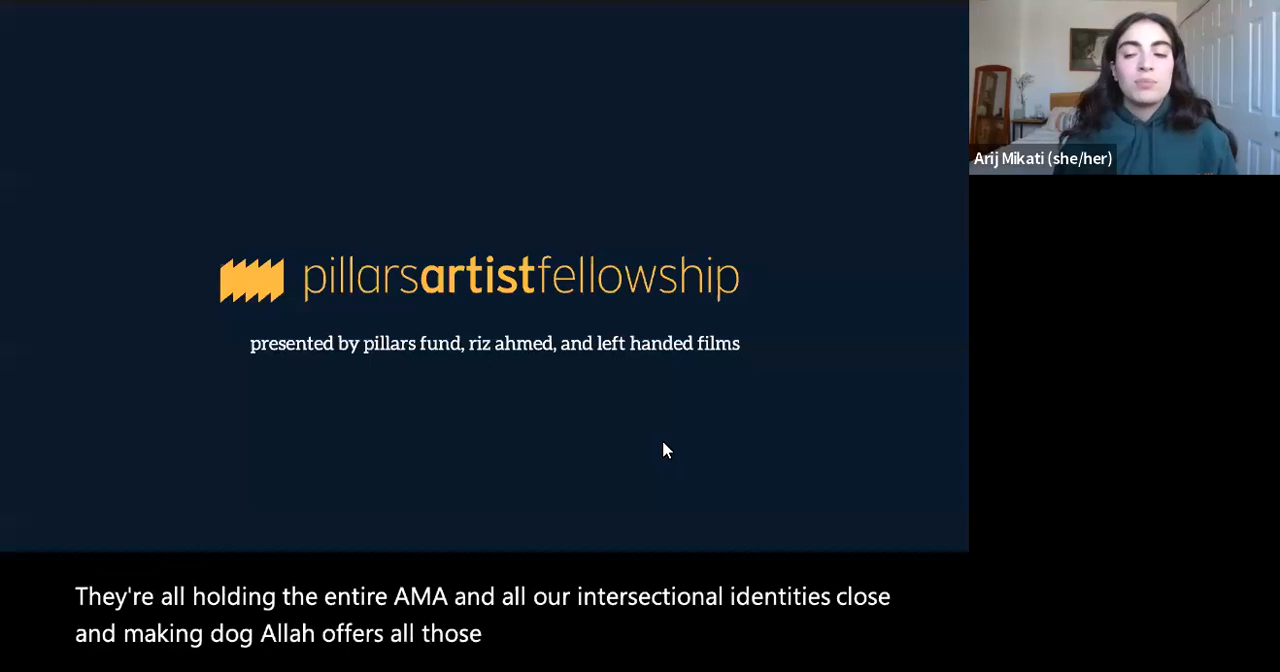 pillarsartistfellowship
presented by pillars fund, riz ahmed, and left handed films
Arij Mikati (she/her)
They're all holding the entire AMA and all our intersectional identities close
and making dog Allah offers all those